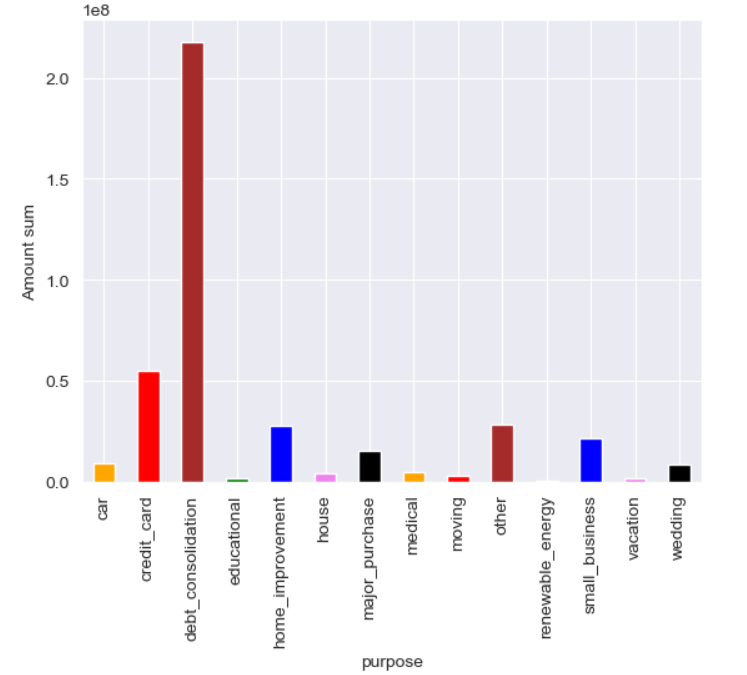 1e8
2.0
1.5
1.0
0.5
0.0
Amount sum
car
credit_card
debt_consolidation
educational
home_improvement
house
major_purchase
medical
moving
other
renewable_energy
small_business
vacation
wedding
purpose